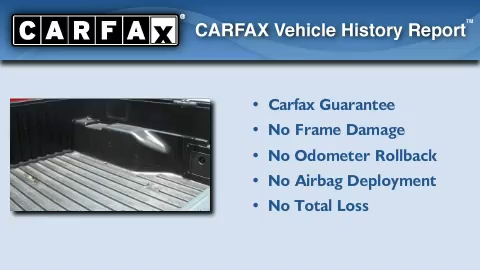 CARFAX®
CARFAX Vehicle History Report™
• Carfax Guarantee
• No Frame Damage
• No Odometer Rollback
• No Airbag Deployment
• No Total Loss